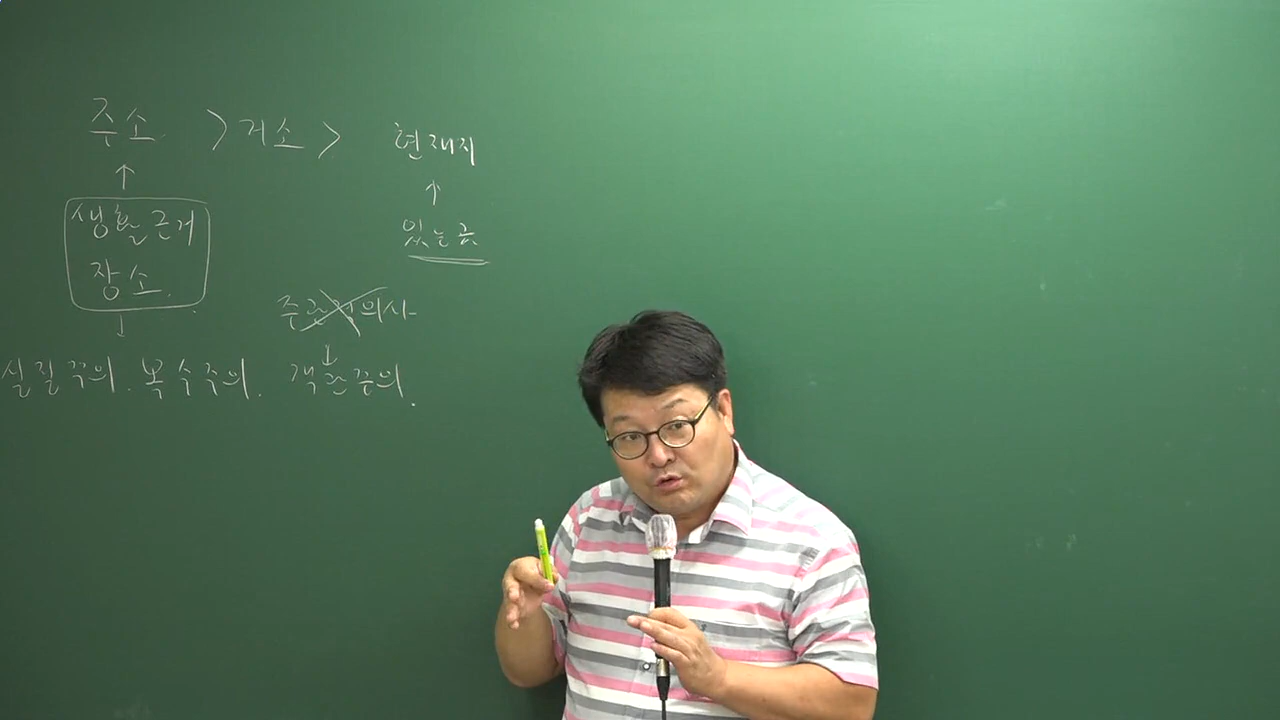 주소 > 거소 > 현재지
↑ ↑
생활근거 있는곳
장소.
↓ 주관적의사
↓
실질주의. 복수주의. 객관주의.